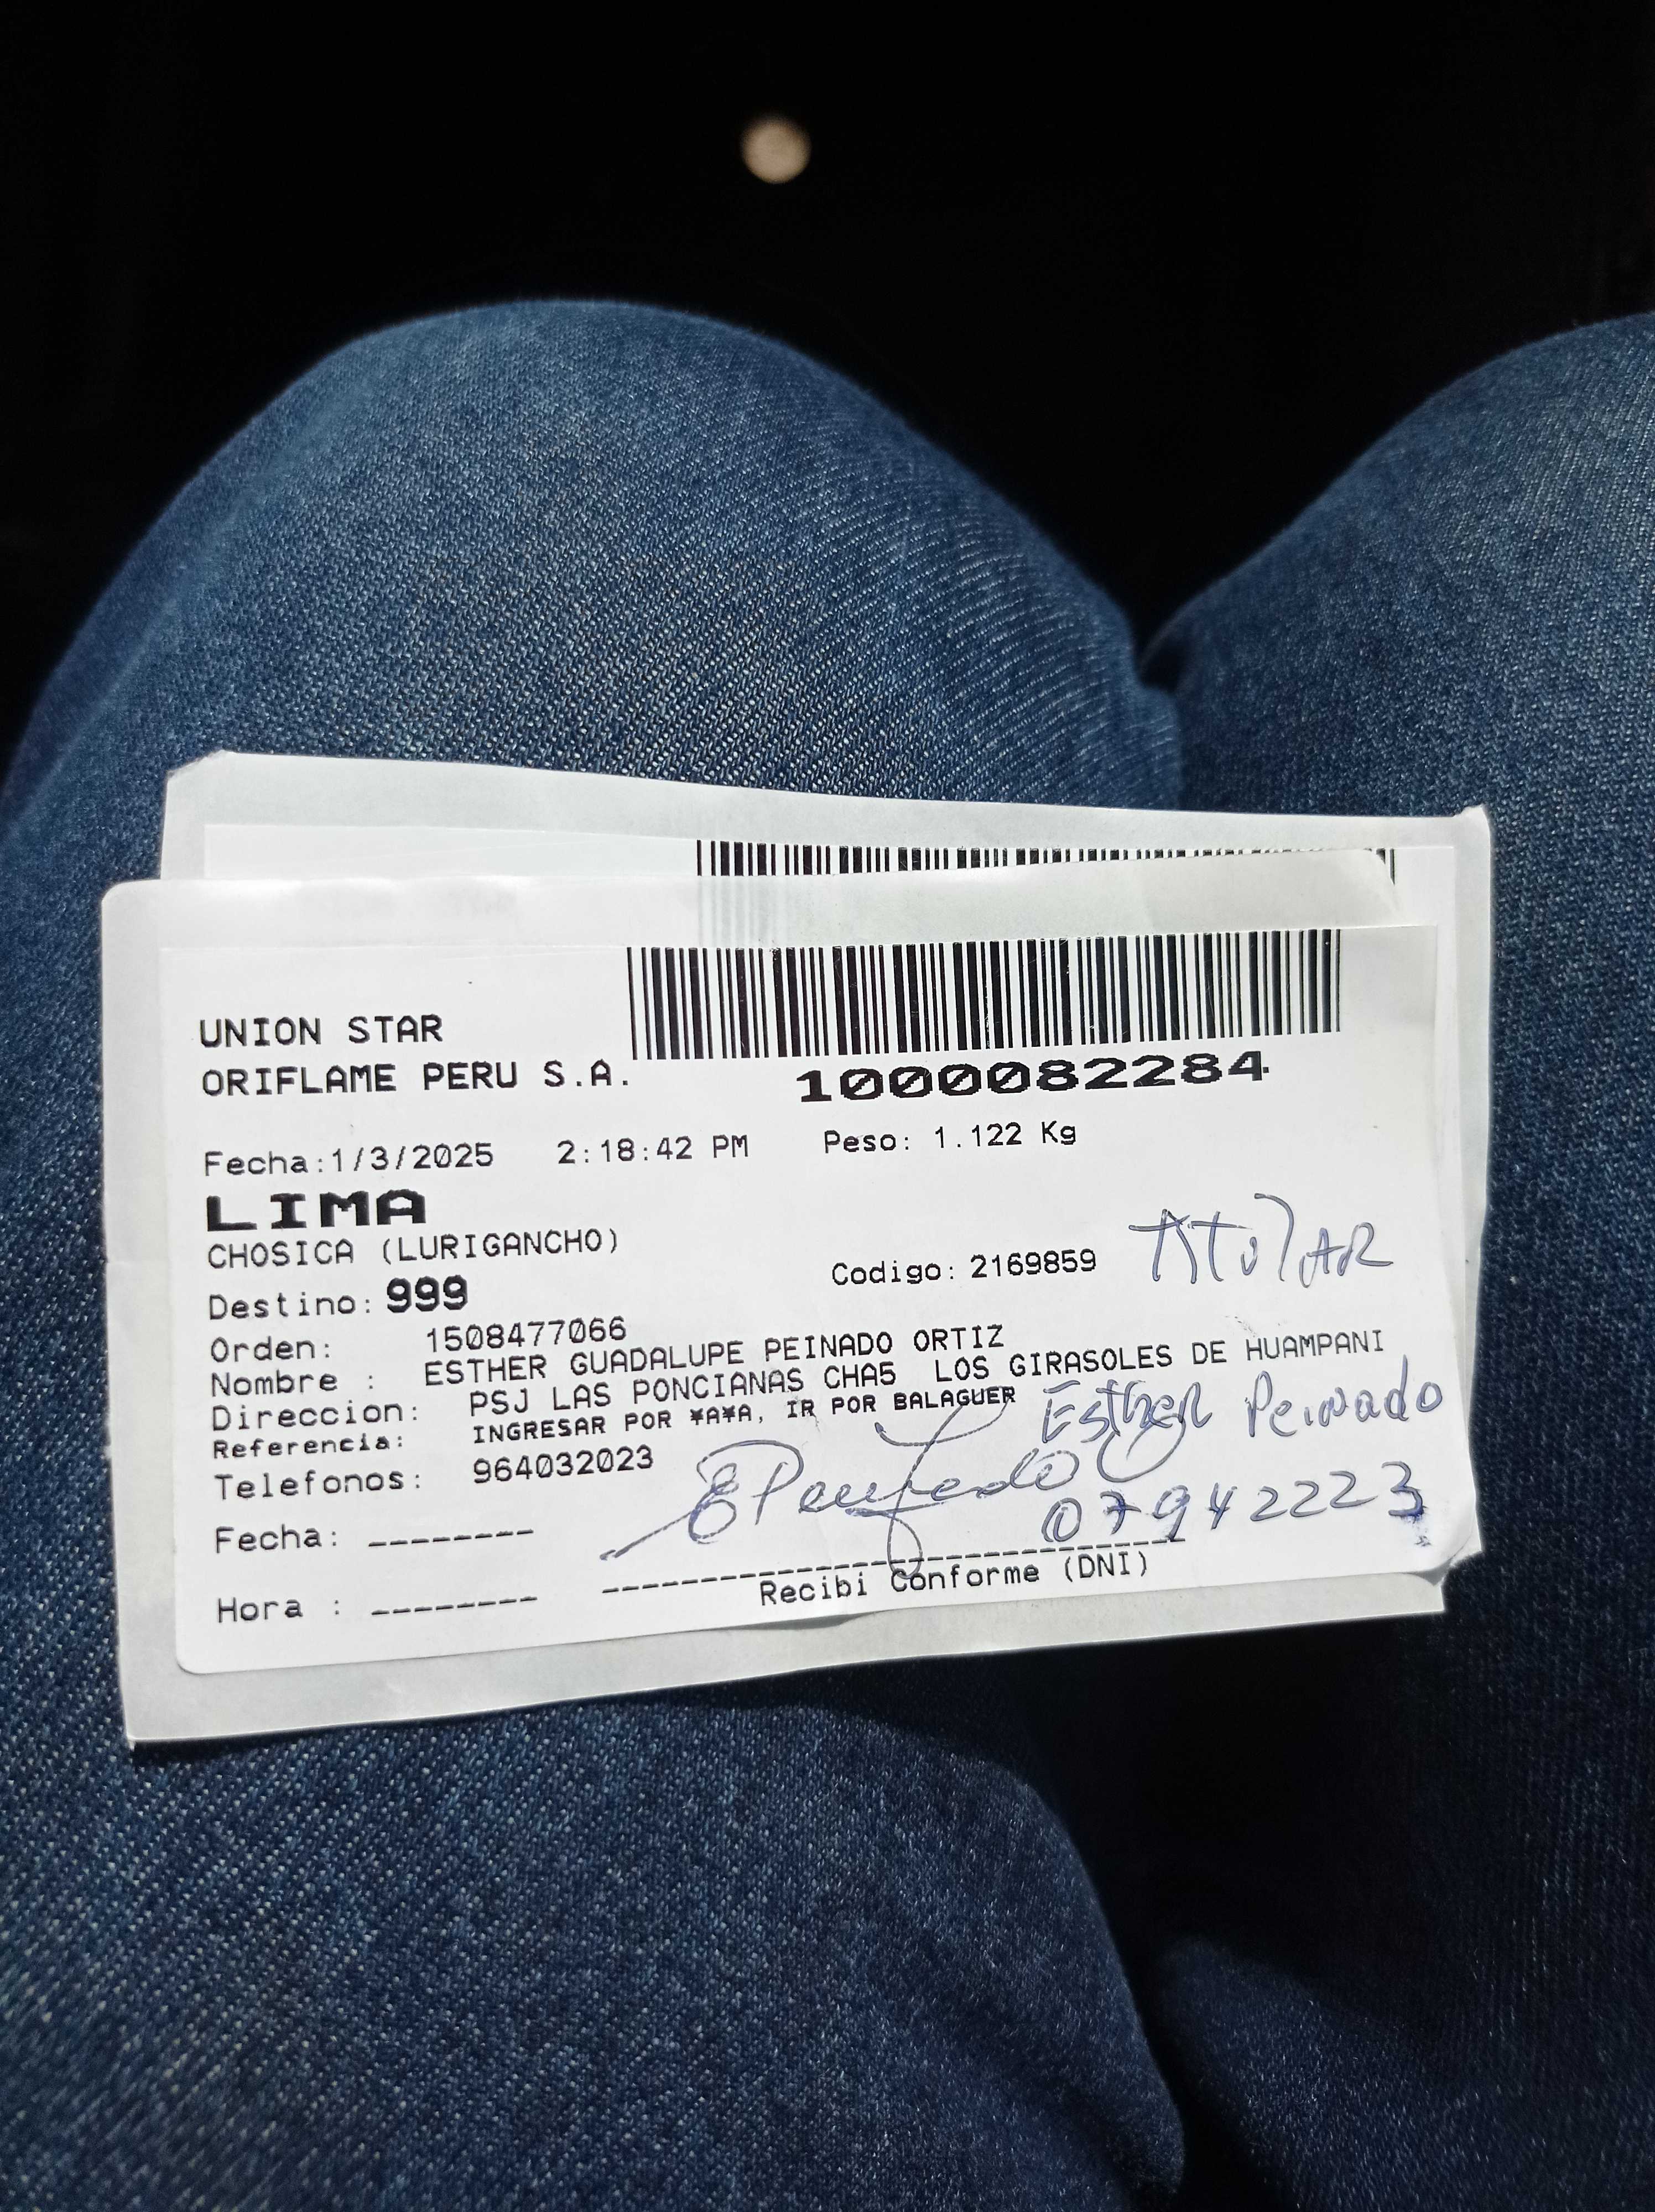 UNION STAR
ORIFLAME PERU S.A.
1000082284
Fecha:1/3/2025 2:18:42 PM Peso: 1.122 Kg
LIMA
CHOSICA (LURIGANCHO)
Codigo: 2169859 TITULAR
Destino: 999
Orden: 1508477066
Nombre : ESTHER GUADALUPE PEINADO ORTIZ
Direccion: PSJ LAS PONCIANAS CHA5 LOS GIRASOLES DE HUAMPANI
Referencia: INGRESAR POR ¥A¥A, IR POR BALAGUER
Esther Peinado
Telefonos: 964032023
EPeinado
07942223
Fecha: --------
Recibi Conforme (DNI)
Hora : --------